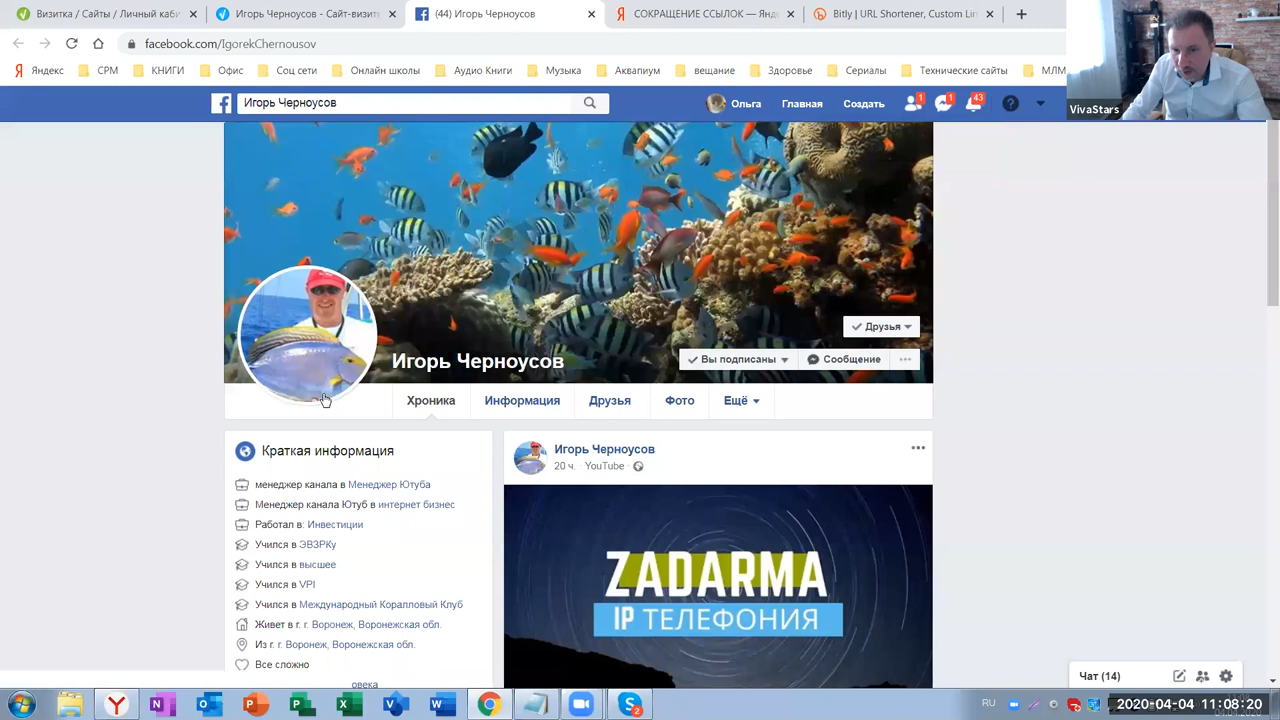 Визитка / Сайты / Личный каби
Игорь Черноусов - Сайт-визитк
(44) Игорь Черноусов
СОКРАЩЕНИЕ ССЫЛОК — Янде
Bitly | URL Shortener, Custom Lin
facebook.com/IgorekChernousov
Яндекс СРМ КНИГИ Офис Соц сети Онлайн школы Аудио Книги Музыка Аквапиум вещание Здоровье Сериалы Технические сайты МЛМ
VivaStars
Игорь Черноусов
Ольга Главная Создать 1 1 43
Друзья
Игорь Черноусов
Вы подписаны Сообщение
Хроника Информация Друзья Фото Ещё
Краткая информация
менеджер канала в Менеджер Ютуба
Менеджер канала Ютуб в интернет бизнес
Работал в: Инвестиции
Учился в ЭВЗРКу
Учился в высшее
Учился в VPI
Учился в Международный Коралловый Клуб
Живет в г. г. Воронеж, Воронежская обл.
Из г. г. Воронеж, Воронежская обл.
Все сложно
овека
Игорь Черноусов
20 ч. · YouTube ·
ZADARMA
IP ТЕЛЕФОНИЯ
Чат (14)
RU
2020-04-04 11:08:20